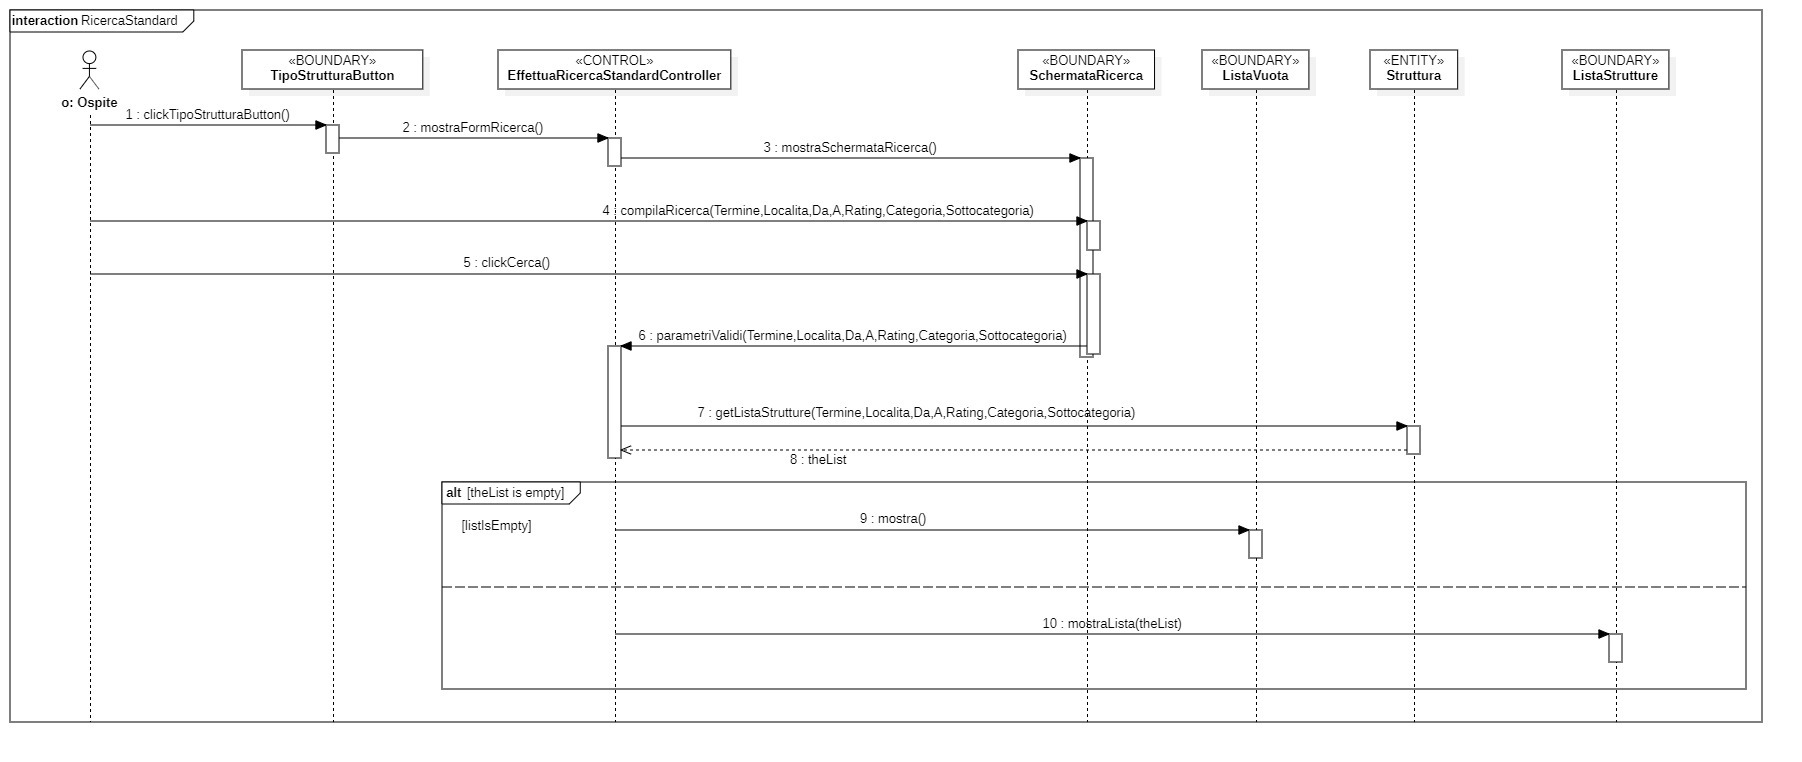 interaction RicercaStandard
«BOUNDARY»
TipoStrutturaButton
«CONTROL»
EffettuaRicercaStandardController
«BOUNDARY»
SchermataRicerca
«BOUNDARY»
ListaVuota
«ENTITY»
Struttura
«BOUNDARY»
ListaStrutture
o: Ospite
1 : clickTipoStrutturaButton()
2 : mostraFormRicerca()
3 : mostraSchermataRicerca()
4 : compilaRicerca(Termine,Localita,Da,A,Rating,Categoria,Sottocategoria)
5 : clickCerca()
6 : parametriValidi(Termine,Localita,Da,A,Rating,Categoria,Sottocategoria)
7 : getListaStrutture(Termine,Localita,Da,A,Rating,Categoria,Sottocategoria)
8 : theList
alt [theList is empty]
[listIsEmpty]
9 : mostra()
10 : mostraLista(theList)